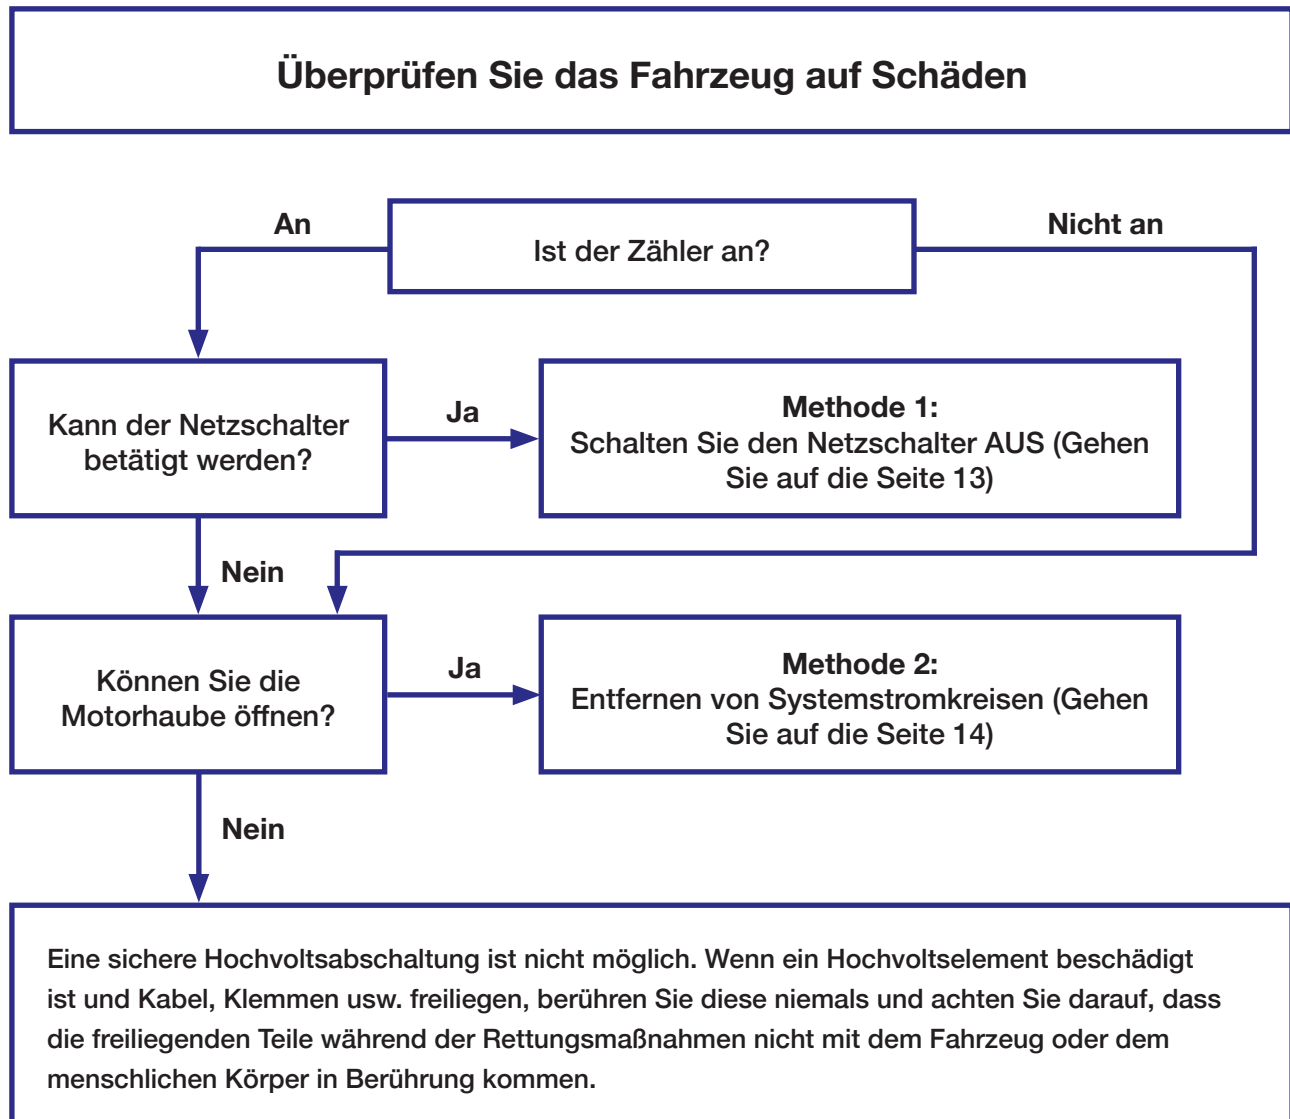 Überprüfen Sie das Fahrzeug auf Schäden
An
Nicht an
Ist der Zähler an?
Kann der Netzschalter
betätigt werden?
Ja
Methode 1:
Schalten Sie den Netzschalter AUS (Gehen
Sie auf die Seite 13)
Nein
Können Sie die
Motorhaube öffnen?
Ja
Methode 2:
Entfernen von Systemstromkreisen (Gehen
Sie auf die Seite 14)
Nein
Eine sichere Hochvoltsabschaltung ist nicht möglich. Wenn ein Hochvoltselement beschädigt
ist und Kabel, Klemmen usw. freiliegen, berühren Sie diese niemals und achten Sie darauf, dass
die freiliegenden Teile während der Rettungsmaßnahmen nicht mit dem Fahrzeug oder dem
menschlichen Körper in Berührung kommen.